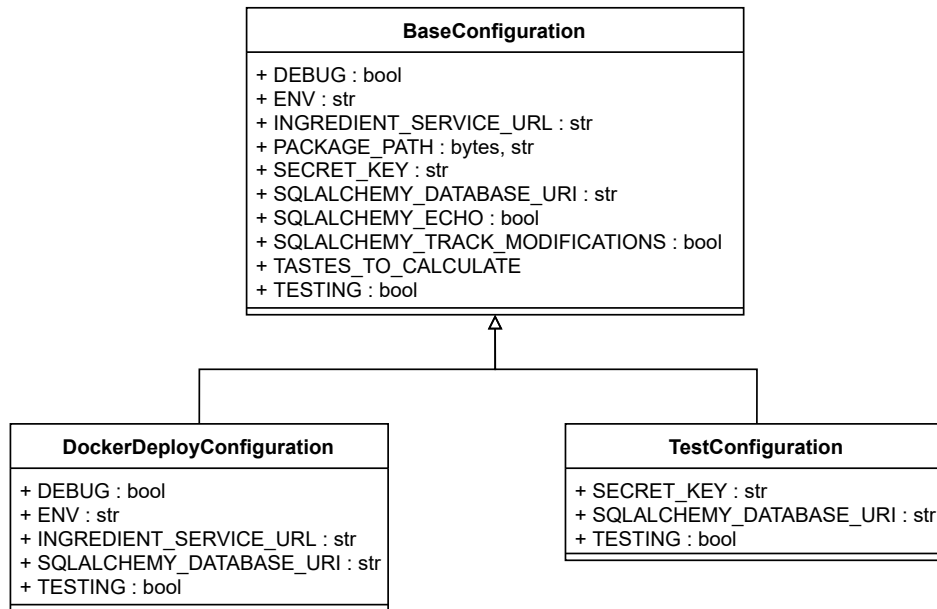 BaseConfiguration
+ DEBUG : bool
+ ENV : str
+ INGREDIENT_SERVICE_URL : str
+ PACKAGE_PATH : bytes, str
+ SECRET_KEY : str
+ SQLALCHEMY_DATABASE_URI : str
+ SQLALCHEMY_ECHO : bool
+ SQLALCHEMY_TRACK_MODIFICATIONS : bool
+ TASTES_TO_CALCULATE
+ TESTING : bool
DockerDeployConfiguration
+ DEBUG : bool
+ ENV : str
+ INGREDIENT_SERVICE_URL : str
+ SQLALCHEMY_DATABASE_URI : str
+ TESTING : bool
TestConfiguration
+ SECRET_KEY : str
+ SQLALCHEMY_DATABASE_URI : str
+ TESTING : bool